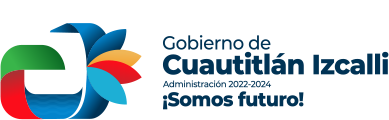 Gobierno de
Cuautitlán Izcalli
Administración 2022-2024
¡Somos futuro!